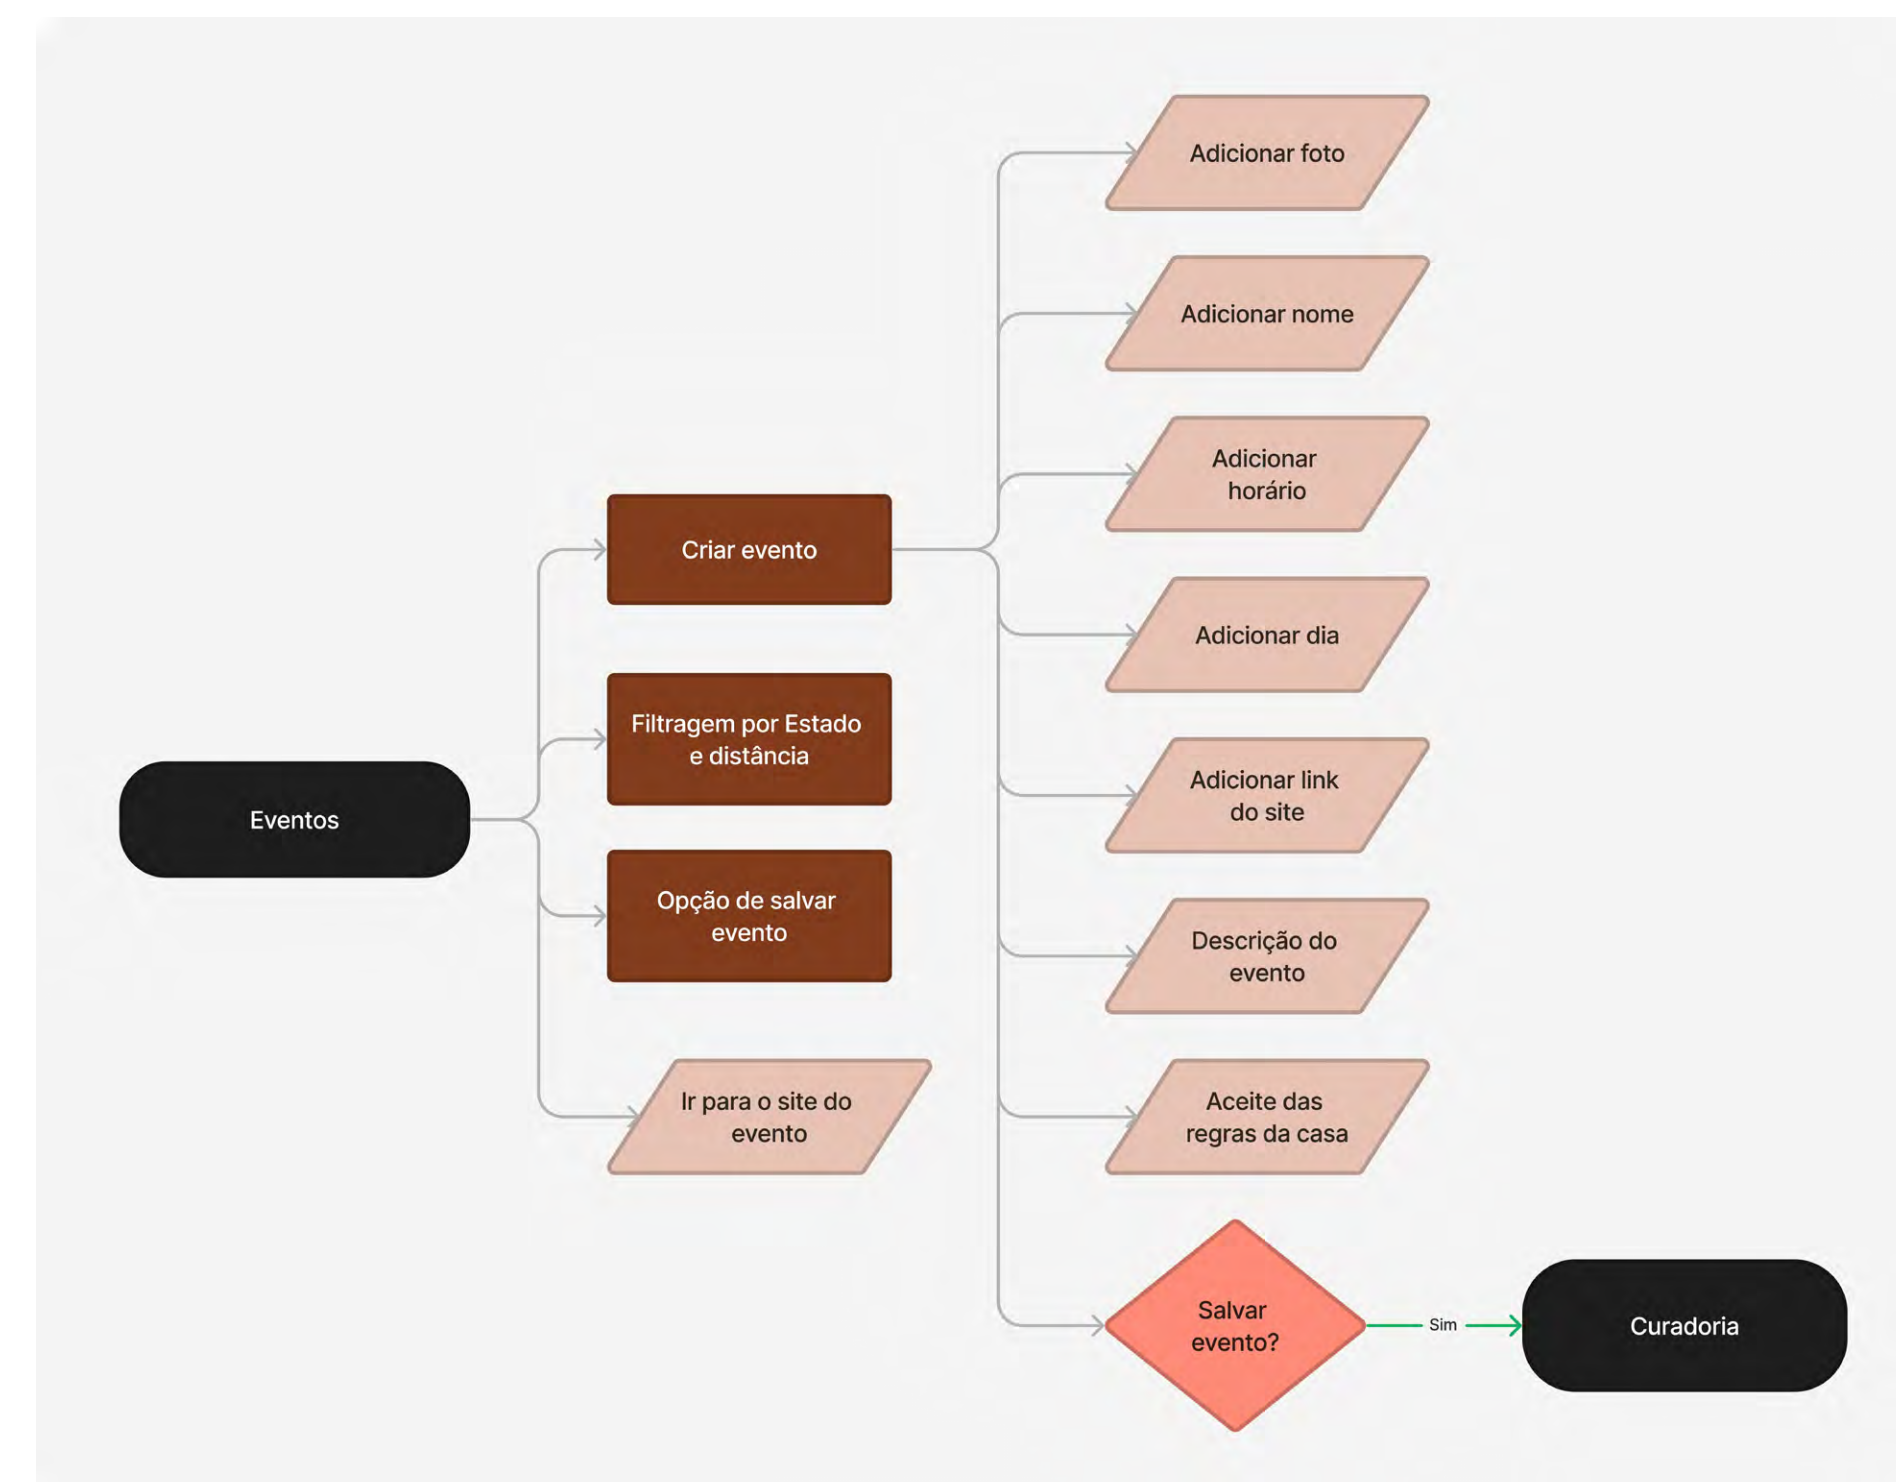 Eventos
Criar evento
Filtragem por Estado
e distância
Opção de salvar
evento
Ir para o site do
evento
Adicionar foto
Adicionar nome
Adicionar
horário
Adicionar dia
Adicionar link
do site
Descrição do
evento
Aceite das
regras da casa
Salvar
evento?
Sim
Curadoria